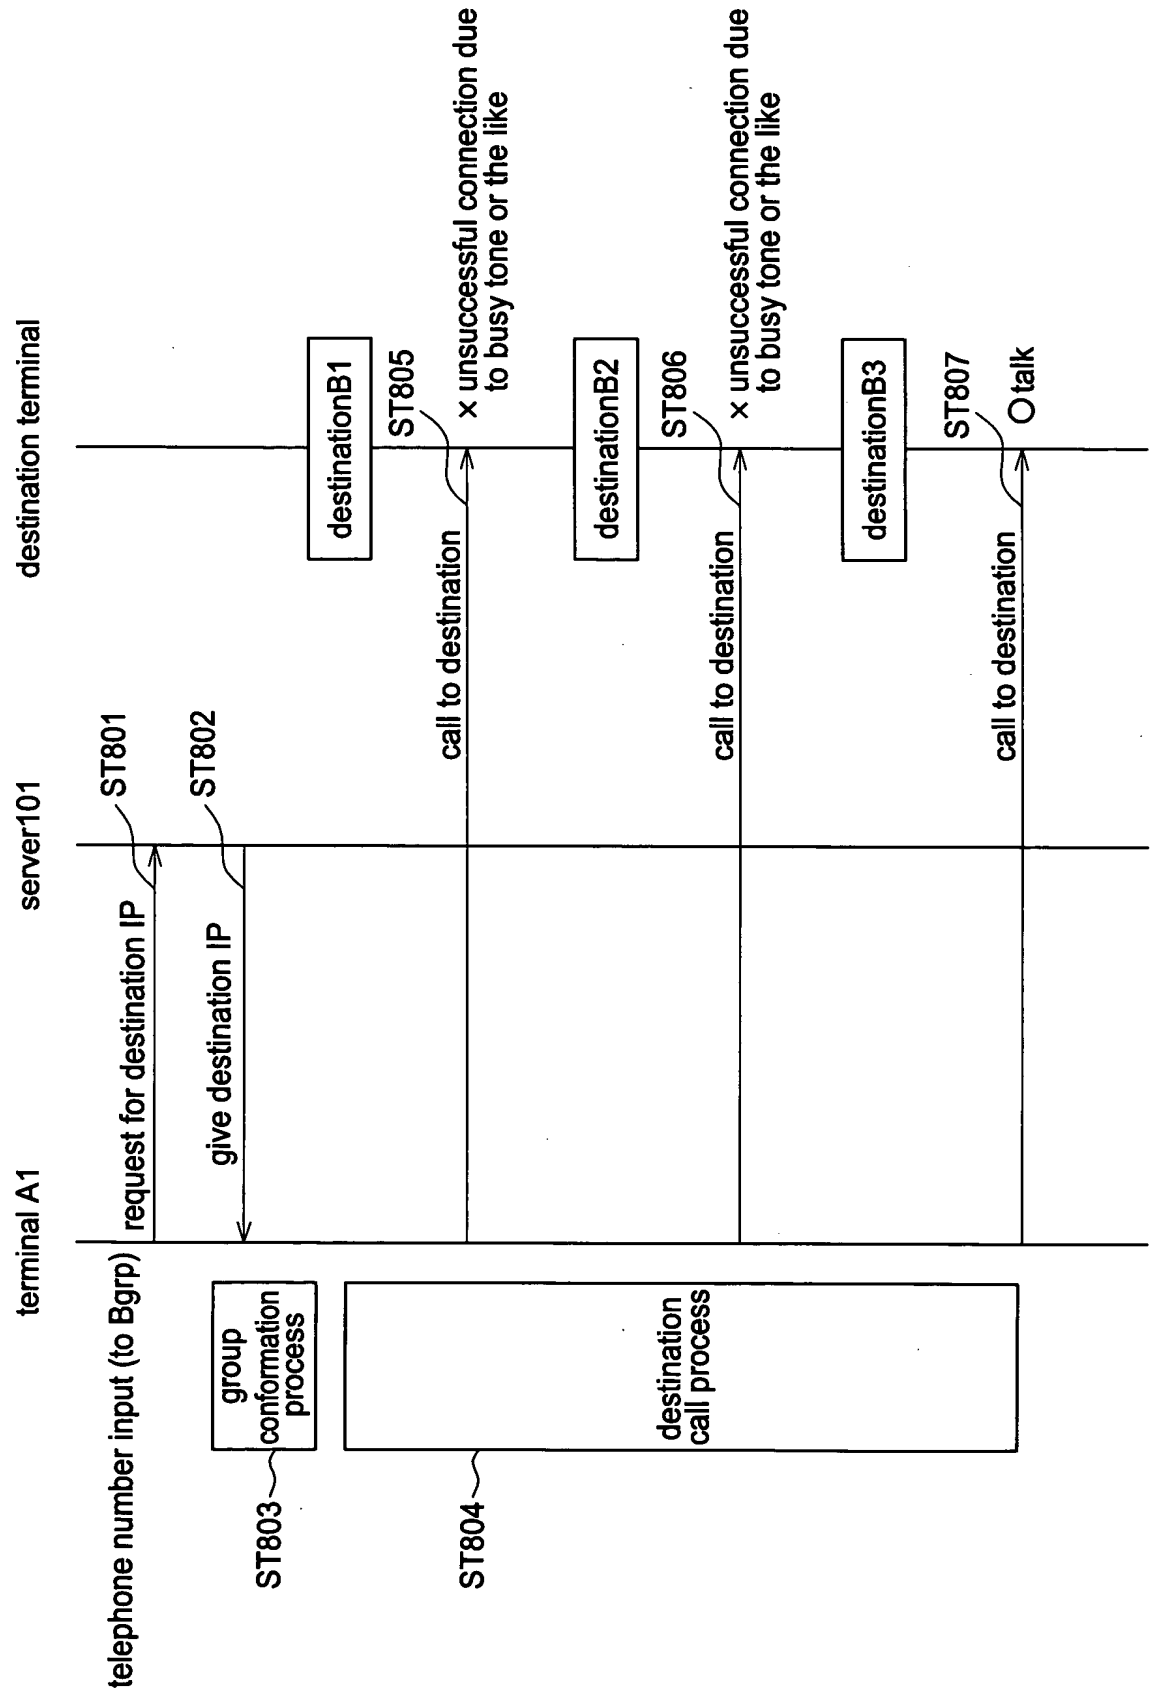 terminal A1
server101
destination terminal
telephone number input (to Bgrp)
request for destination IP
ST801
give destination IP
ST802
group
conformation
process
ST803
destination
call process
ST804
destinationB1
call to destination
ST805
× unsuccessful connection due
to busy tone or the like
destinationB2
call to destination
ST806
× unsuccessful connection due
to busy tone or the like
destinationB3
call to destination
ST807
○ talk